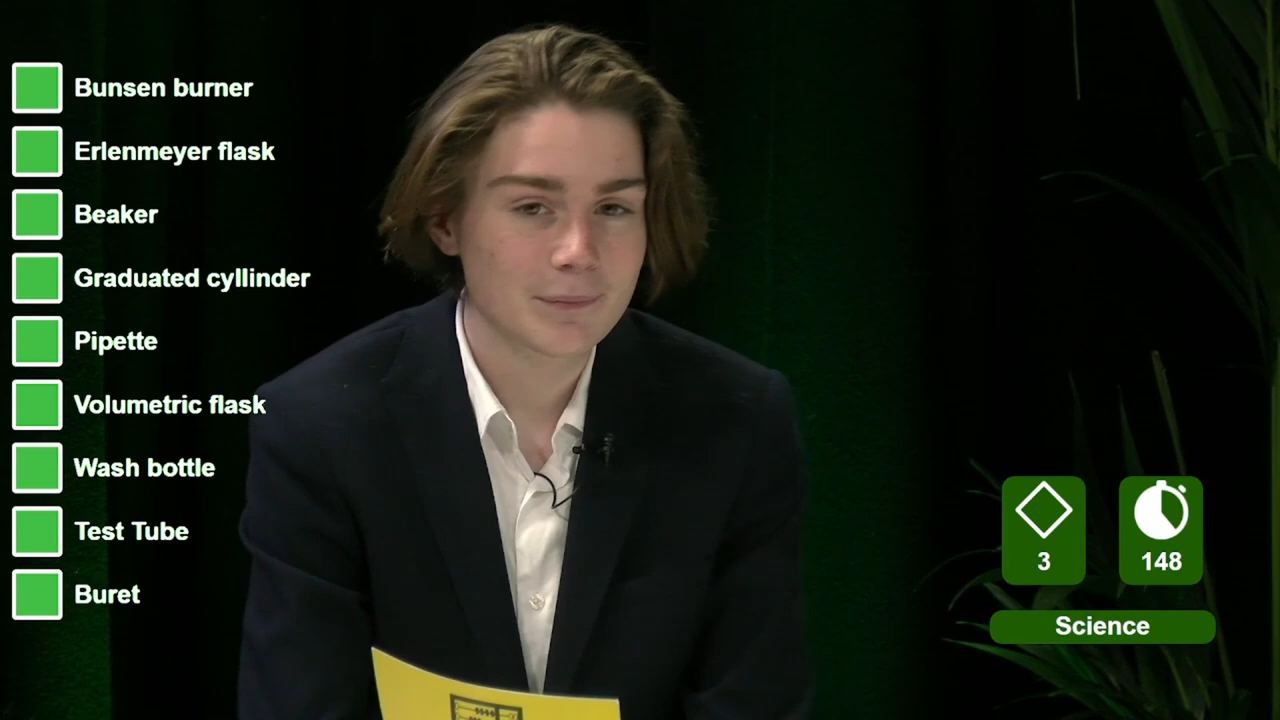 Bunsen burner
Erlenmeyer flask
Beaker
Graduated cyllinder
Pipette
Volumetric flask
Wash bottle
Test Tube
Buret
3
148
Science